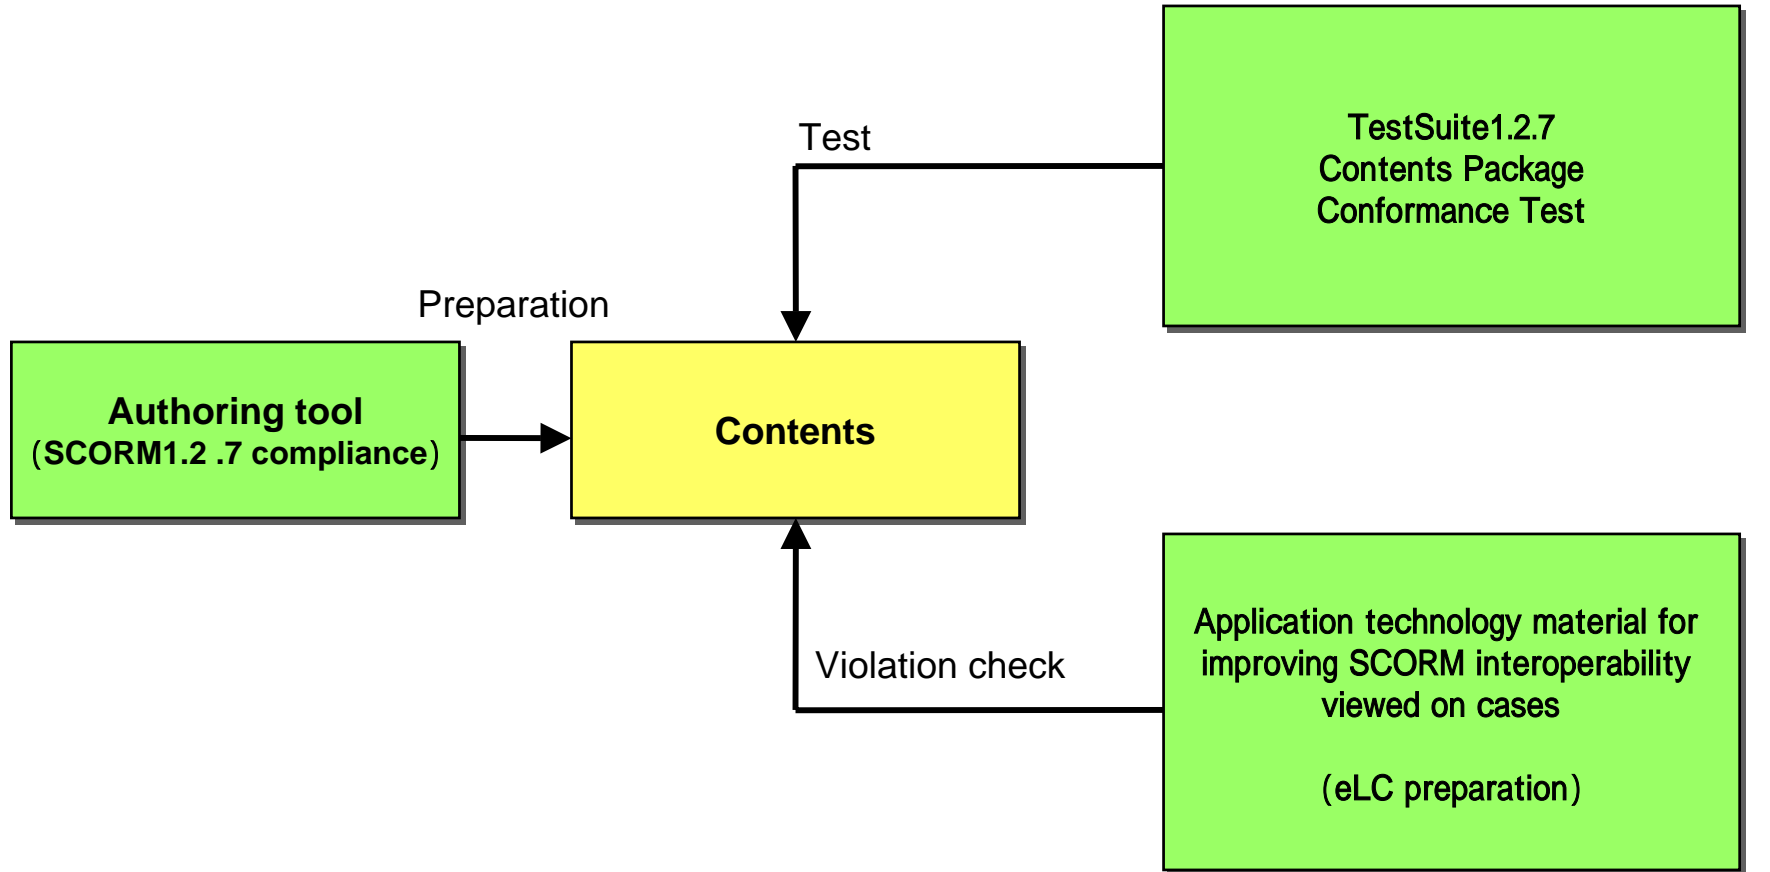 TestSuite1.2.7
Contents Package
Conformance Test
Test
Preparation
Authoring tool
(SCORM1.2 .7 compliance)
Contents
Violation check
Application technology material for
improving SCORM interoperability
viewed on cases
(eLC preparation)